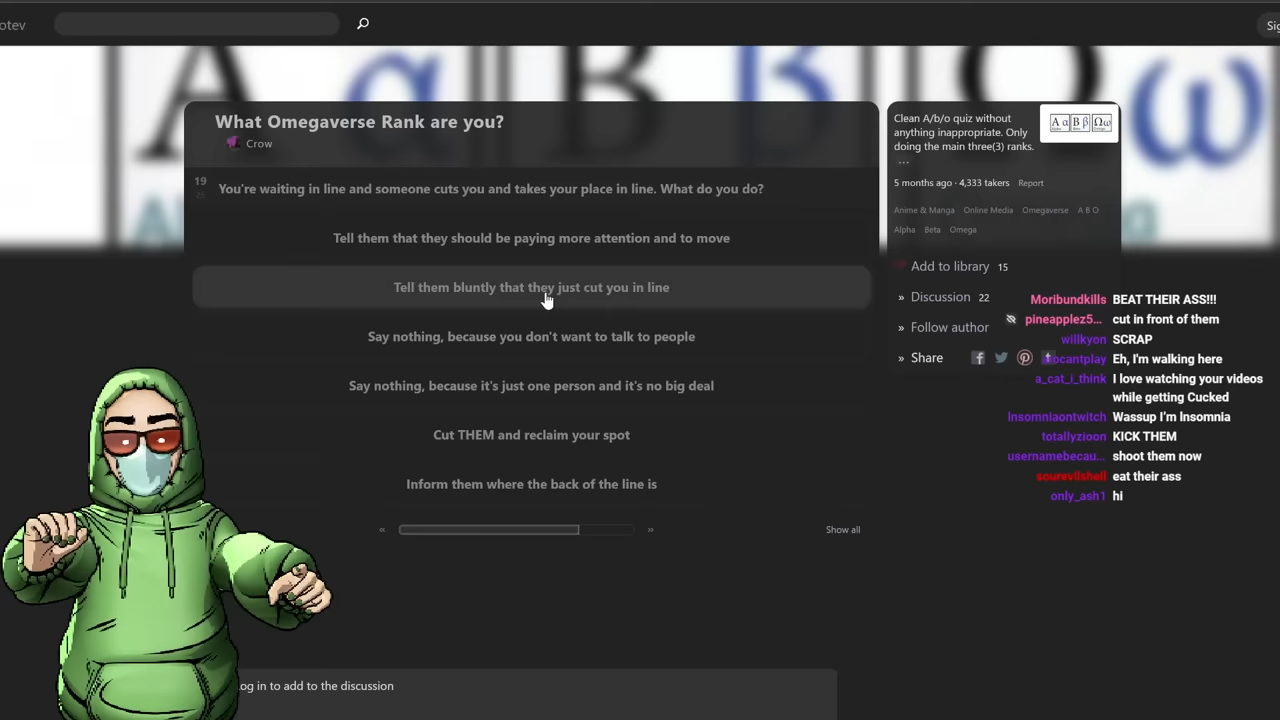 otev
Sig
A α B β Ω ω
What Omegaverse Rank are you?
Crow
19
25
You're waiting in line and someone cuts you and takes your place in line. What do you do?
Tell them that they should be paying more attention and to move
Tell them bluntly that they just cut you in line
Say nothing, because you don't want to talk to people
Say nothing, because it's just one person and it's no big deal
Cut THEM and reclaim your spot
Inform them where the back of the line is
«
»
Show all
og in to add to the discussion
Clean A/b/o quiz without
anything inappropriate. Only
doing the main three(3) ranks.
...
A α B β Ω ω
5 months ago · 4,333 takers Report
Anime & Manga Online Media Omegaverse A B O
Alpha Beta Omega
Add to library 15
» Discussion 22
» Follow author
» Share
Moribundkills BEAT THEIR ASS!!!
pineapplez5... cut in front of them
willkyon SCRAP
ocantplay Eh, I'm walking here
a_cat_i_think I love watching your videos
while getting Cucked
Insomniaontwitch Wassup I'm Insomnia
totallyzioon KICK THEM
usernamebecau... shoot them now
sourevilshell eat their ass
only_ash1 hi